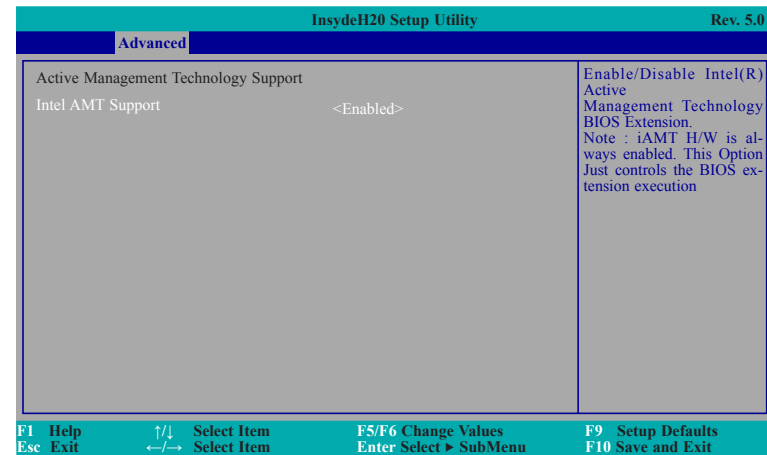 InsydeH20 Setup Utility Rev. 5.0
Advanced
Active Management Technology Support
Intel AMT Support <Enabled>
Enable/Disable Intel(R)
Active
Management Technology
BIOS Extension.
Note : iAMT H/W is al-
ways enabled. This Option
Just controls the BIOS ex-
tension execution
F1 Help ↑/↓ Select Item F5/F6 Change Values F9 Setup Defaults
Esc Exit ←/→ Select Item Enter Select ▶ SubMenu F10 Save and Exit